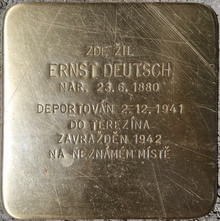 ZDE ŽIL
ERNST DEUTSCH
NAR. 23. 6. 1880
DEPORTOVÁN 2. 12. 1941
DO TEREZÍNA
ZAVRAŽDĚN 1942
NA NEZNÁMÉM MÍSTĚ